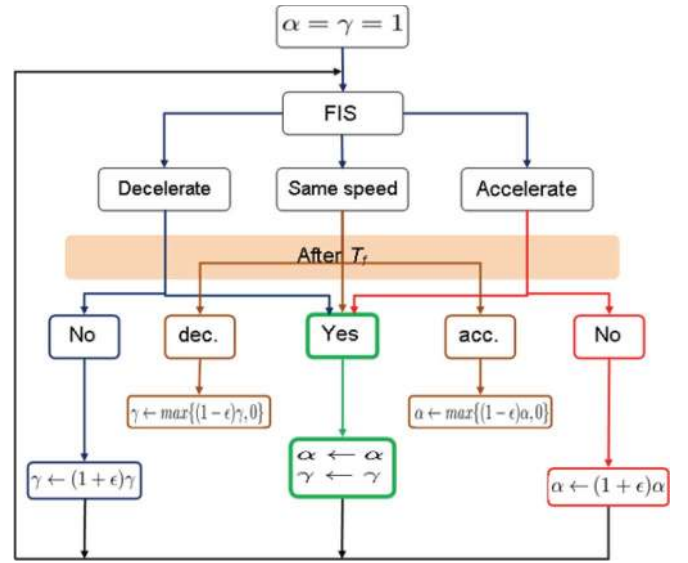 α = γ = 1
FIS
Decelerate
Same speed
Accelerate
After T_f
No
dec.
Yes
acc.
No
γ ← max{(1 − ϵ)γ, 0}
α ← max{(1 − ϵ)α, 0}
α ← α
γ ← γ
γ ← (1 + ϵ)γ
α ← (1 + ϵ)α